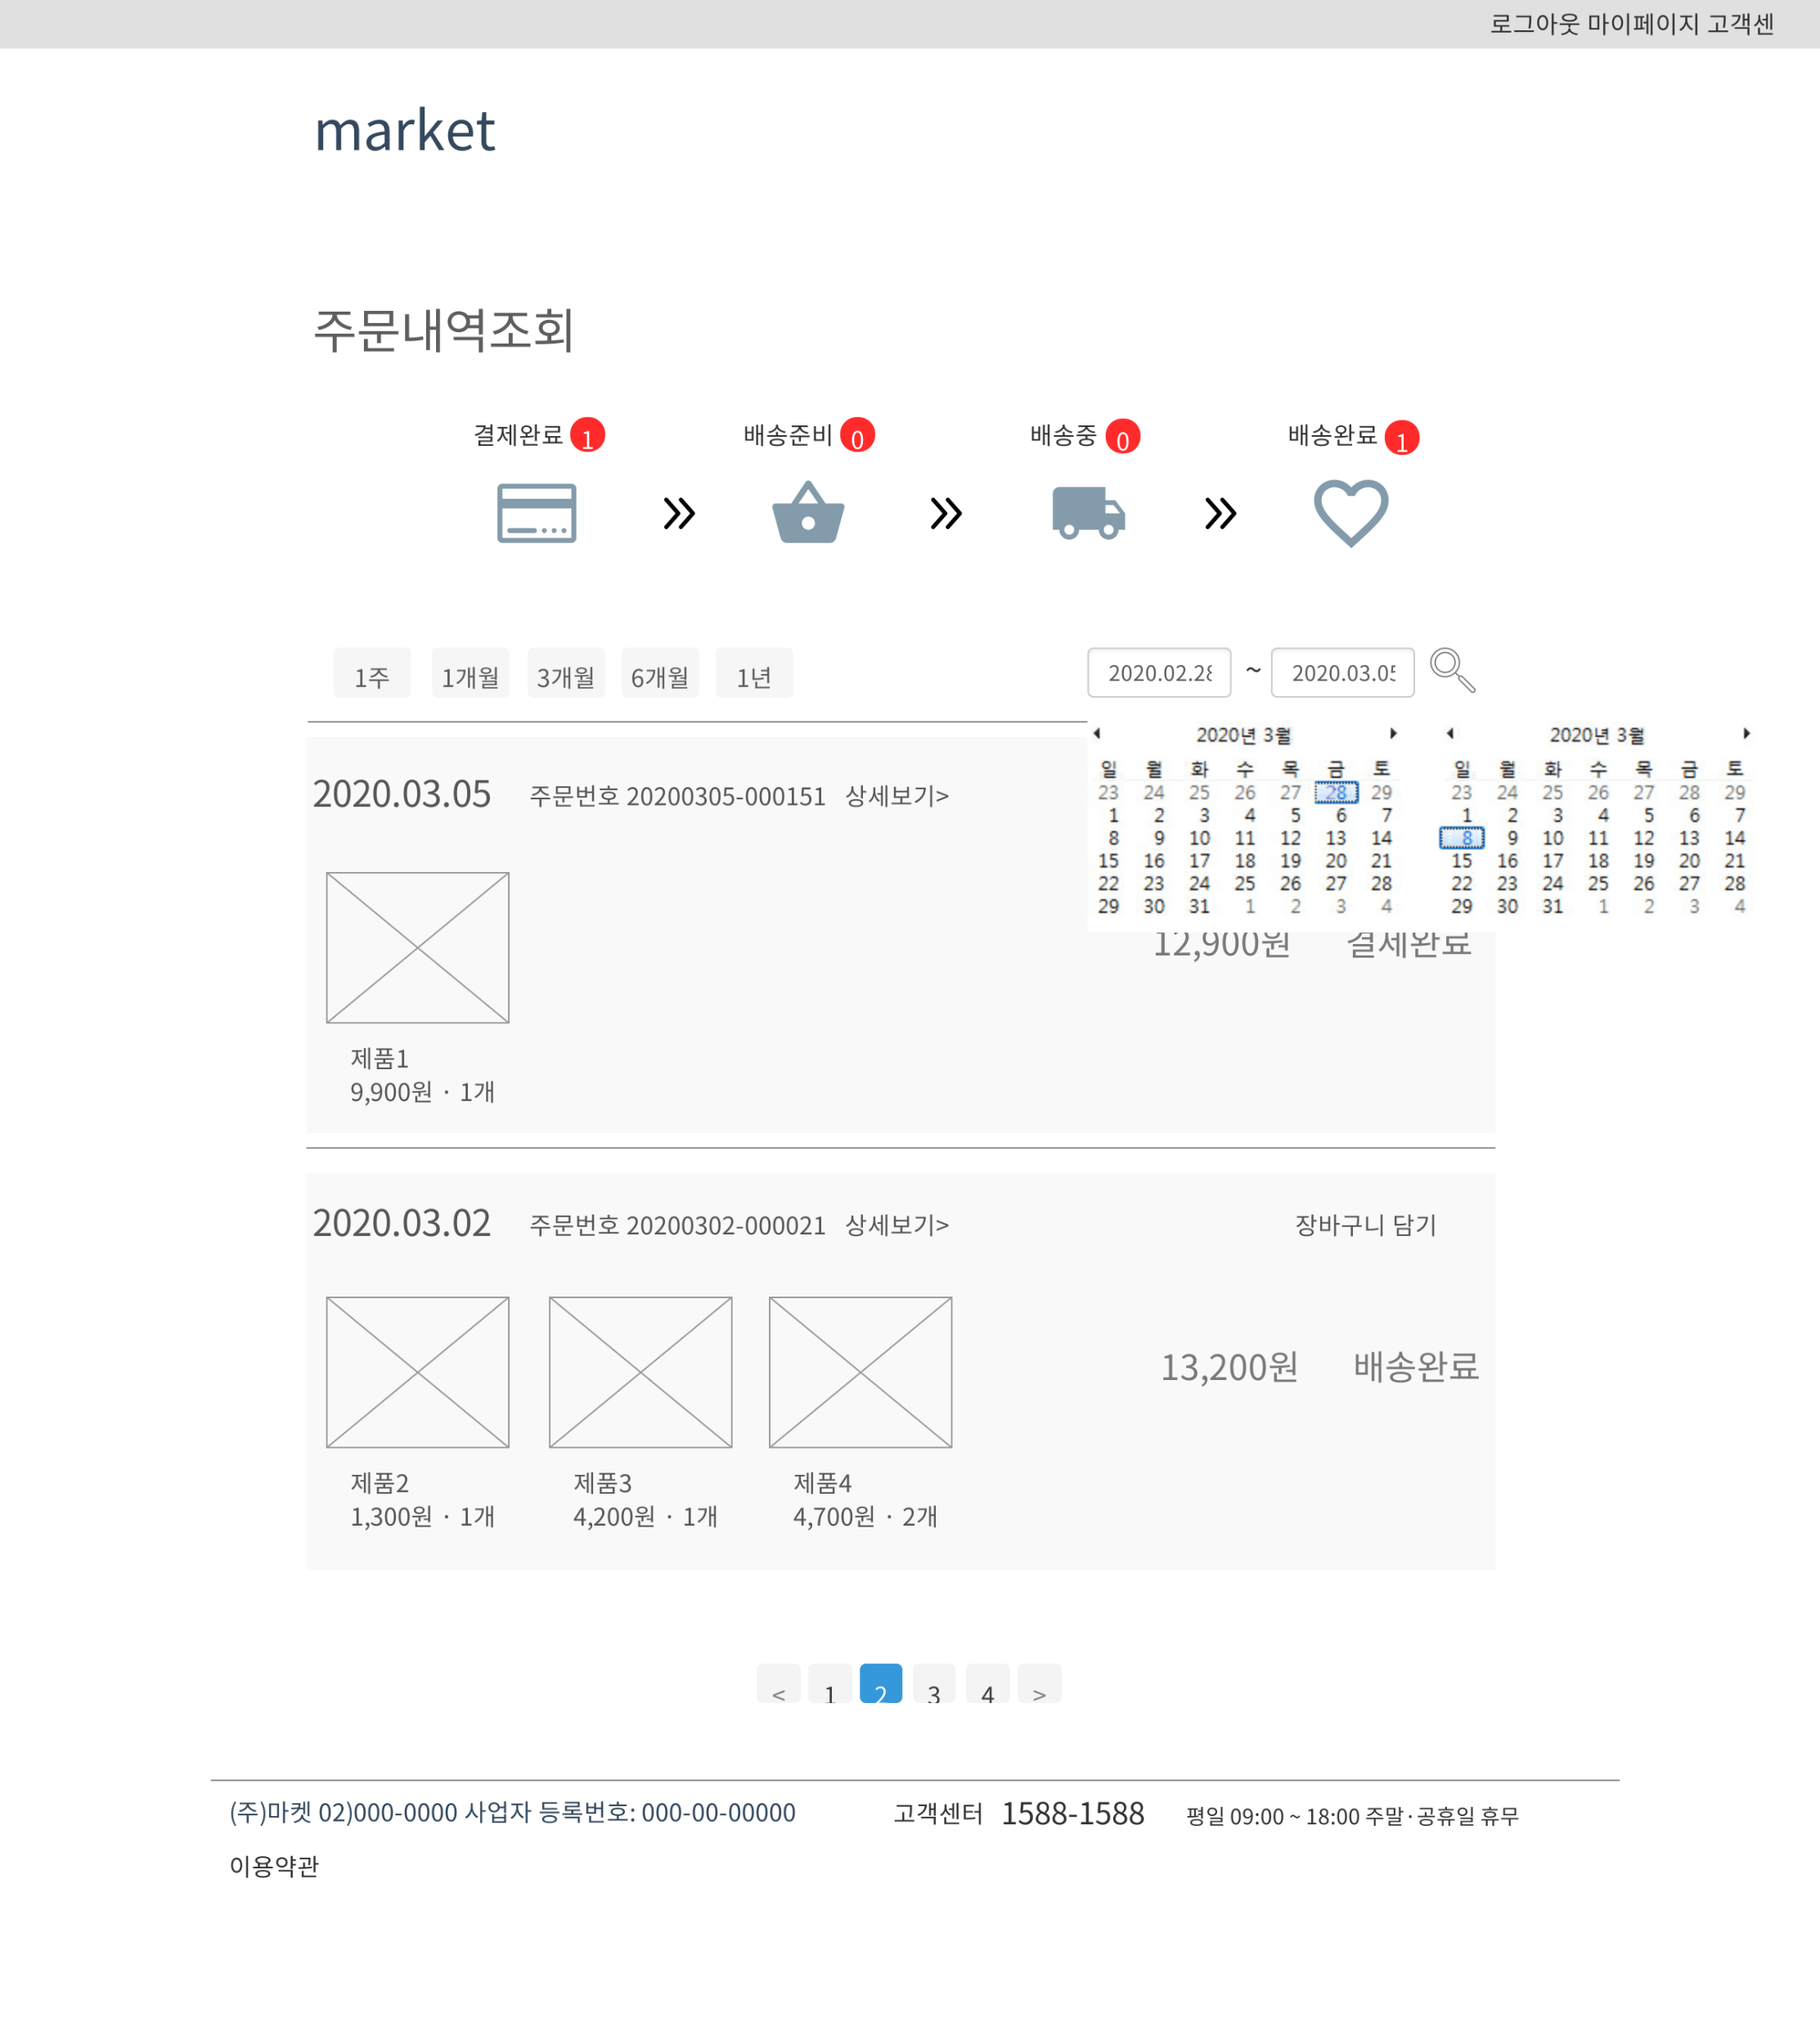 로그아웃 마이페이지 고객센
market
주문내역조회
결제완료 1 배송준비 0 배송중 0 배송완료 1
1주 1개월 3개월 6개월 1년 2020.02.28 ~ 2020.03.05
2020년 3월 2020년 3월
일 월 화 수 목 금 토 일 월 화 수 목 금 토
23 24 25 26 27 28 29 23 24 25 26 27 28 29
1 2 3 4 5 6 7 1 2 3 4 5 6 7
8 9 10 11 12 13 14 8 9 10 11 12 13 14
15 16 17 18 19 20 21 15 16 17 18 19 20 21
22 23 24 25 26 27 28 22 23 24 25 26 27 28
29 30 31 1 2 3 4 29 30 31 1 2 3 4
2020.03.05 주문번호 20200305-000151 상세보기>
12,900원 결제완료
제품1
9,900원 · 1개
2020.03.02 주문번호 20200302-000021 상세보기> 장바구니 담기
13,200원 배송완료
제품2 제품3 제품4
1,300원 · 1개 4,200원 · 1개 4,700원 · 2개
< 1 2 3 4 >
(주)마켓 02)000-0000 사업자 등록번호: 000-00-00000 고객센터 1588-1588 평일 09:00 ~ 18:00 주말·공휴일 휴무
이용약관